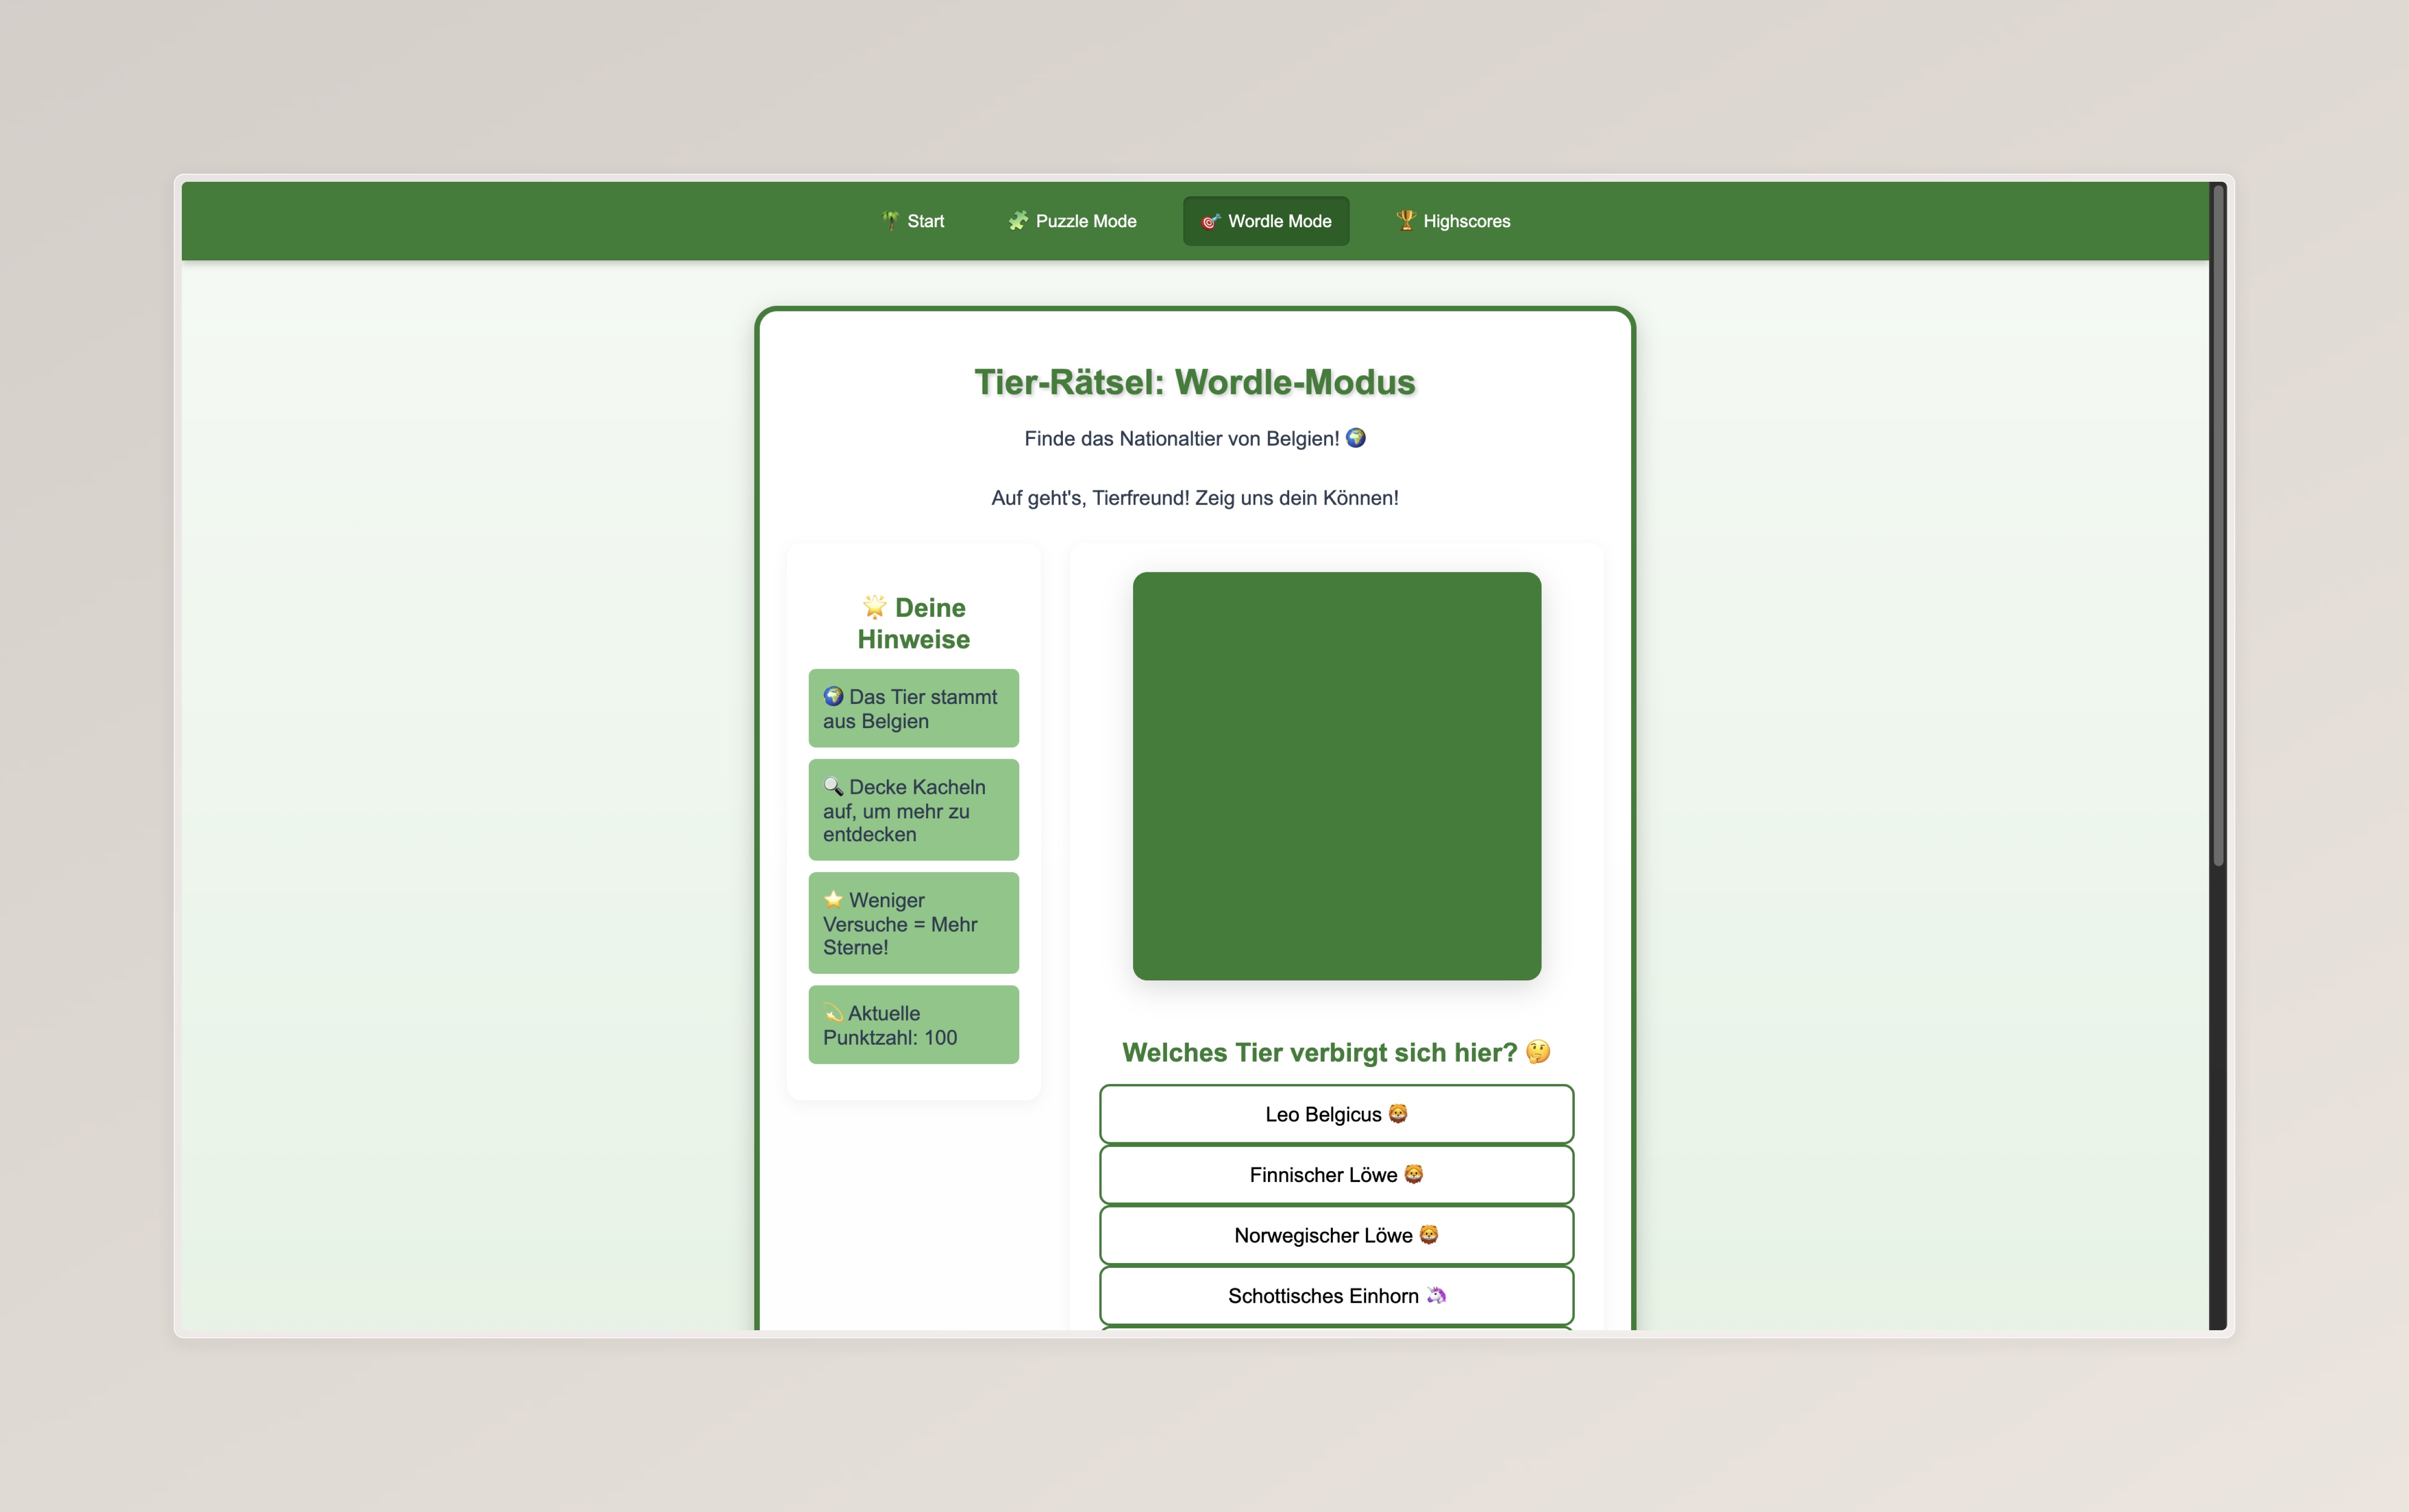 🌴 Start
🧩 Puzzle Mode
🎯 Wordle Mode
🏆 Highscores
Tier-Rätsel: Wordle-Modus
Finde das Nationaltier von Belgien! 🌍
Auf geht's, Tierfreund! Zeig uns dein Können!
🌟 Deine
Hinweise
🌍 Das Tier stammt
aus Belgien
🔍 Decke Kacheln
auf, um mehr zu
entdecken
⭐ Weniger
Versuche = Mehr
Sterne!
💫 Aktuelle
Punktzahl: 100
Welches Tier verbirgt sich hier? 🤔
Leo Belgicus 🦁
Finnischer Löwe 🦁
Norwegischer Löwe 🦁
Schottisches Einhorn 🦄